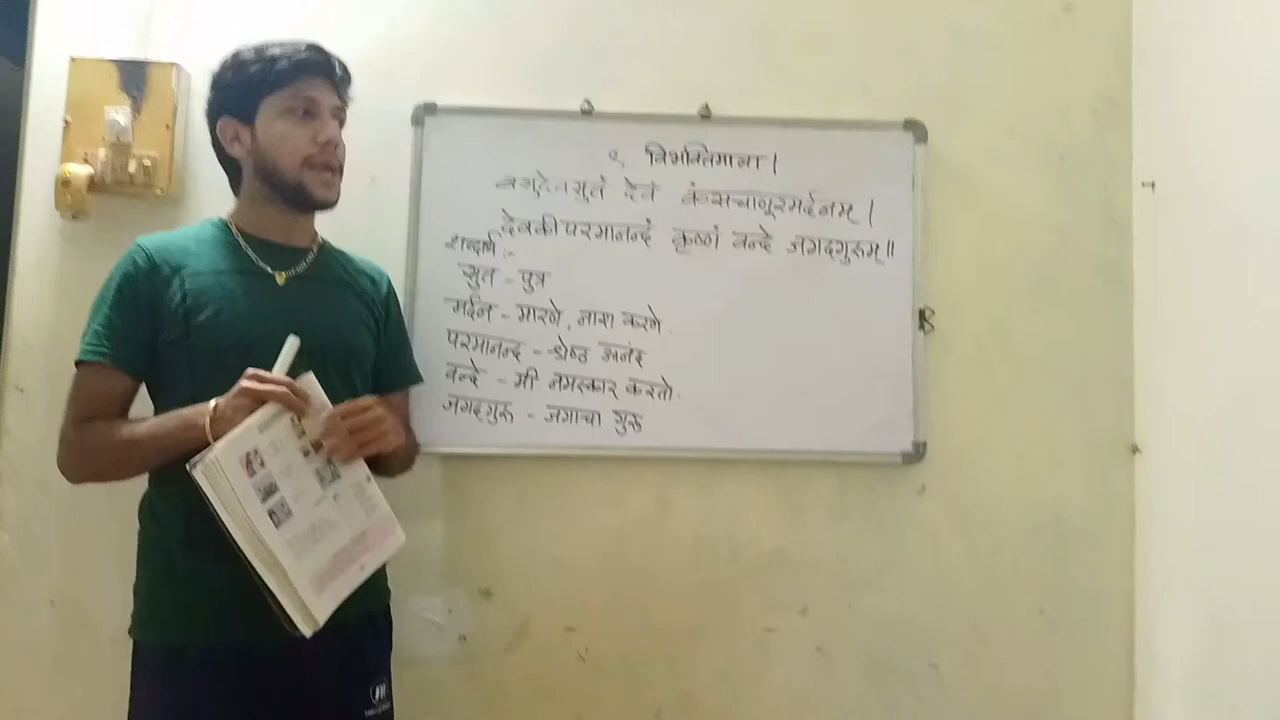 २. विभक्तिमाला।
वसुदेवसुतं देवं कंसचाणूरमर्दनम्।
देवकीपरमानन्दं कृष्णं वन्दे जगद्गुरूम्॥
शब्दार्थ :-
सुत - पुत्र
मर्दन - मारणे, नाश करणे.
परमानन्द - श्रेष्ठ आनंद
वन्दे - मी नमस्कार करतो.
जगद्गुरू - जगाचा गुरू